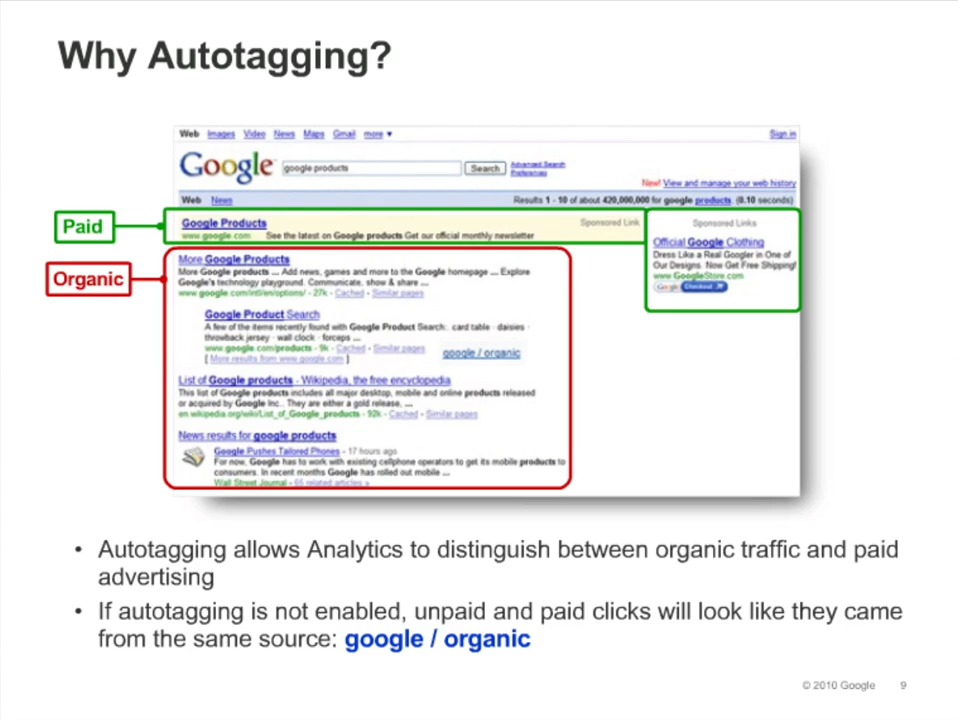 Why Autotagging?
Web Images Video News Maps Gmail more ▼ Sign in
Google google products Search Advanced Search
Preferences
New! View and manage your web history
Web News Results 1 - 10 of about 420,000,000 for google products. (0.10 seconds)
Paid
Google Products Sponsored Link
www.google.com See the latest on Google products Get our official monthly newsletter
Sponsored Links
Official Google Clothing
Dress Like a Real Googler in One of
Our Designs. Now Get Free Shipping!
www.GoogleStore.com
Google Checkout
Organic
More Google Products
More Google products ... Add news, games and more to the Google homepage ... Explore
Google's technology playground. Communicate, show & share ...
www.google.com/intl/en/options/ - 27k - Cached - Similar pages
Google Product Search
A few of the items recently found with Google Product Search:. card table · daisies ·
throwback jersey · wall clock · forceps ...
www.google.com/products - 9k - Cached - Similar pages
[ More results from www.google.com ]
google / organic
List of Google products - Wikipedia, the free encyclopedia
This list of Google products includes all major desktop, mobile and online products released
or acquired by Google Inc.. They are either a gold release, ...
en.wikipedia.org/wiki/List_of_Google_products - 92k - Cached - Similar pages
News results for google products
Google Pushes Tailored Phones - 17 hours ago
For now, Google has to work with existing cellphone operators to get its mobile products to
consumers. In recent months Google has rolled out mobile ...
Wall Street Journal - 65 related articles »
• Autotagging allows Analytics to distinguish between organic traffic and paid
advertising
• If autotagging is not enabled, unpaid and paid clicks will look like they came
from the same source: google / organic
© 2010 Google 9